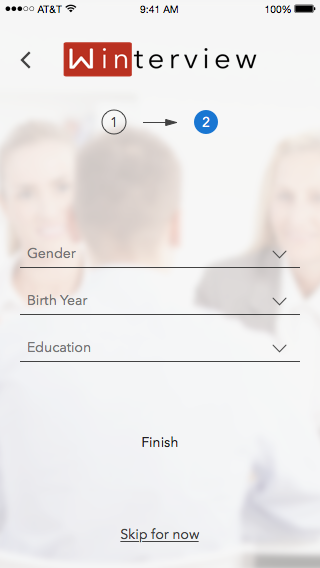 AT&T 9:41 AM 100%
Winterview
1 2
Gender
Birth Year
Education
Finish
Skip for now